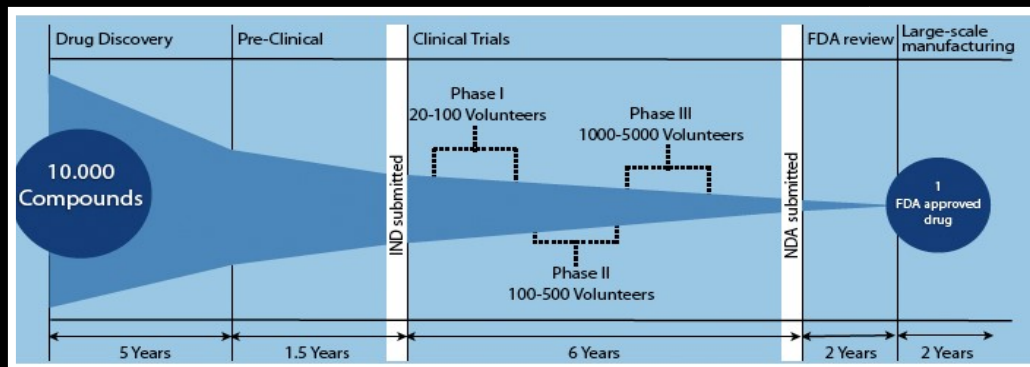 Drug Discovery
Pre-Clinical
Clinical Trials
FDA review
Large-scale
manufacturing
10.000
Compounds
IND submitted
Phase I
20-100 Volunteers
Phase II
100-500 Volunteers
Phase III
1000-5000 Volunteers
NDA submitted
1
FDA approved
drug
5 Years
1.5 Years
6 Years
2 Years
2 Years